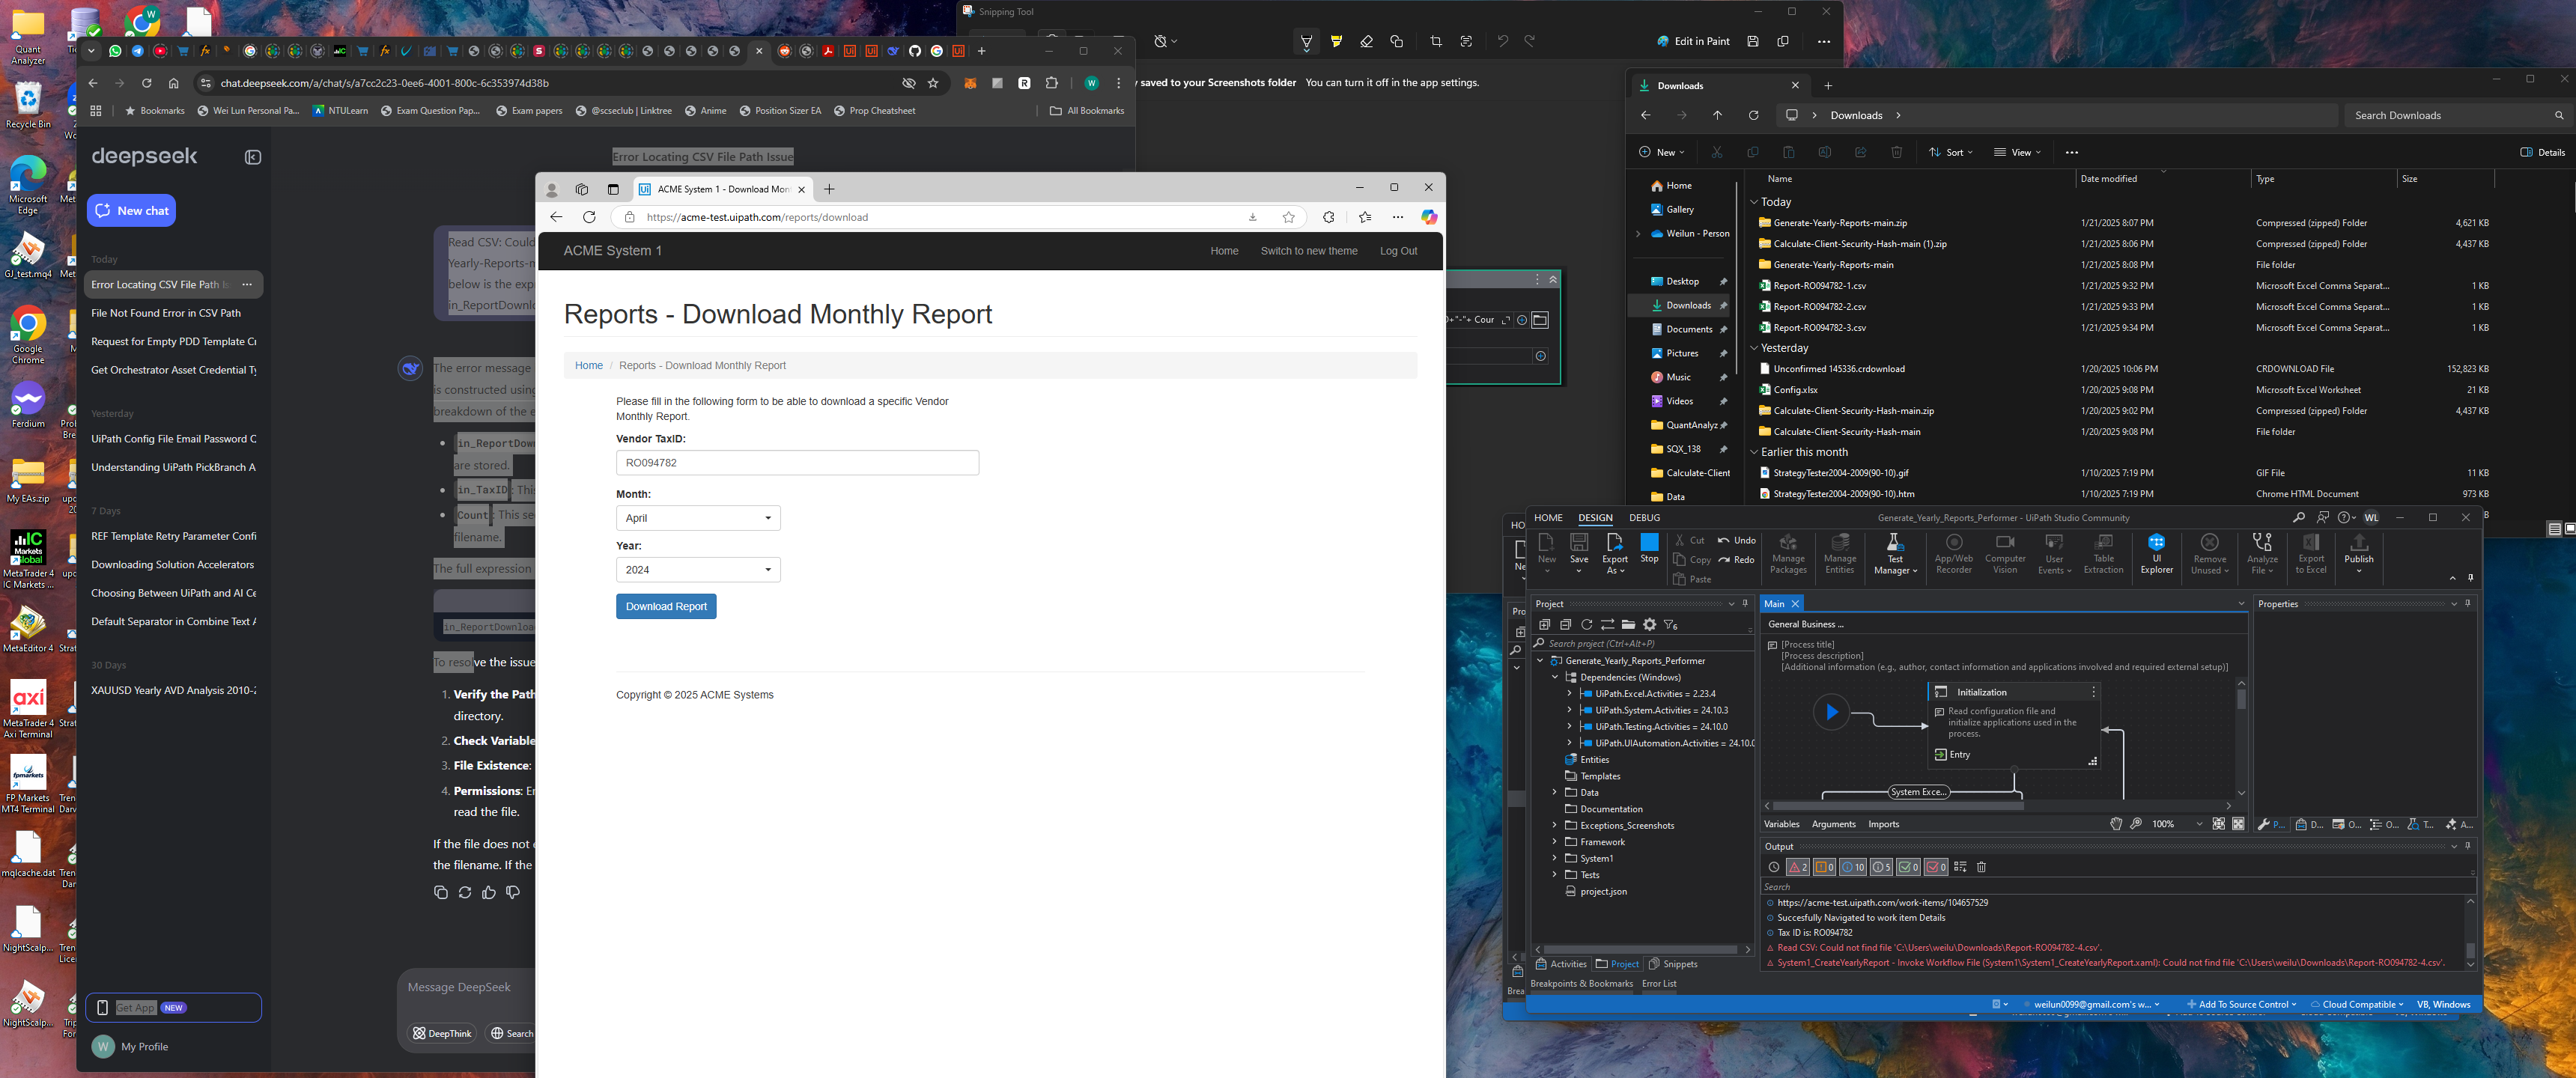 Quant
Analyzer
Recycle Bin
Microsoft
Edge
GJ_test.mq4
Google
Chrome
Ferdium
My EAs.zip
MetaTrader 4
IC Markets ...
MetaEditor 4
MetaTrader 4
Axi Terminal
FP Markets
MT4 Terminal
mqlcache.dat
NightScalp...
NightScalp...
chat.deepseek.com/a/chat/s/a7cc2c23-0ee6-4001-800c-6c353974d38b
Bookmarks
Wei Lun Personal Pa...
NTULearn
Exam Question Pap...
Exam papers
@scseclub | Linktree
Anime
Position Sizer EA
Prop Cheatsheet
All Bookmarks
deepseek
New chat
Today
Error Locating CSV File Path Is
File Not Found Error in CSV Path
Request for Empty PDD Template Cr
Get Orchestrator Asset Credential Ty
Yesterday
UiPath Config File Email Password C
Understanding UiPath PickBranch A
7 Days
REF Template Retry Parameter Confi
Downloading Solution Accelerators
Choosing Between UiPath and AI Ce
Default Separator in Combine Text A
30 Days
XAUUSD Yearly AVD Analysis 2010-2
Get App NEW
My Profile
Error Locating CSV File Path Issue
Read CSV: Could
Yearly-Reports-m
below is the exp
in_ReportDownlo
The error message
is constructed using
breakdown of the e
in_ReportDow
are stored.
in_TaxID: This
Count: This se
filename.
The full expression
in_ReportDownload
To resolve the issue
1. Verify the Path
directory.
2. Check Variable
3. File Existence:
4. Permissions: En
read the file.
If the file does not e
the filename. If the
Message DeepSeek
DeepThink
Search
Snipping Tool
Edit in Paint
saved to your Screenshots folder You can turn it off in the app settings.
ACME System 1 - Download Mon
https://acme-test.uipath.com/reports/download
ACME System 1
Home
Switch to new theme
Log Out
Reports - Download Monthly Report
Home / Reports - Download Monthly Report
Please fill in the following form to be able to download a specific Vendor
Monthly Report.
Vendor TaxID:
RO094782
Month:
April
Year:
2024
Download Report
Copyright © 2025 ACME Systems
+"-"+ Cour
Downloads
Downloads
Search Downloads
New
Sort
View
Details
Home
Gallery
Weilun - Person
Desktop
Downloads
Documents
Pictures
Music
Videos
QuantAnalyz
SQX_138
Calculate-Client
Data
Name Date modified Type Size
Today
Generate-Yearly-Reports-main.zip 1/21/2025 8:07 PM Compressed (zipped) Folder 4,621 KB
Calculate-Client-Security-Hash-main (1).zip 1/21/2025 8:06 PM Compressed (zipped) Folder 4,437 KB
Generate-Yearly-Reports-main 1/21/2025 8:08 PM File folder
Report-RO094782-1.csv 1/21/2025 9:32 PM Microsoft Excel Comma Separat... 1 KB
Report-RO094782-2.csv 1/21/2025 9:33 PM Microsoft Excel Comma Separat... 1 KB
Report-RO094782-3.csv 1/21/2025 9:34 PM Microsoft Excel Comma Separat... 1 KB
Yesterday
Unconfirmed 145336.crdownload 1/20/2025 10:06 PM CRDOWNLOAD File 152,823 KB
Config.xlsx 1/20/2025 9:08 PM Microsoft Excel Worksheet 21 KB
Calculate-Client-Security-Hash-main.zip 1/20/2025 9:02 PM Compressed (zipped) Folder 4,437 KB
Calculate-Client-Security-Hash-main 1/20/2025 9:08 PM File folder
Earlier this month
StrategyTester2004-2009(90-10).gif 1/10/2025 7:19 PM GIF File 11 KB
StrategyTester2004-2009(90-10).htm 1/10/2025 7:19 PM Chrome HTML Document 973 KB
HOME
DESIGN
DEBUG
Generate_Yearly_Reports_Performer - UiPath Studio Community
WL
New
Save
Export
As
Stop
Cut
Copy
Paste
Undo
Redo
Manage
Packages
Manage
Entities
Test
Manager
App/Web
Recorder
Computer
Vision
User
Events
Table
Extraction
UI
Explorer
Remove
Unused
Analyze
File
Export
to Excel
Publish
Project
Search project (Ctrl+Alt+P)
Generate_Yearly_Reports_Performer
Dependencies (Windows)
UiPath.Excel.Activities = 2.23.4
UiPath.System.Activities = 24.10.3
UiPath.Testing.Activities = 24.10.0
UiPath.UIAutomation.Activities = 24.10.0
Entities
Templates
Data
Documentation
Exceptions_Screenshots
Framework
System1
Tests
project.json
Activities
Project
Snippets
Breakpoints & Bookmarks
Error List
Main
General Business ...
[Process title]
[Process description]
[Additional information (e.g., author, contact information and applications involved and required external setup)]
Initialization
Read configuration file and
initialize applications used in the
process.
Entry
System Exce...
Variables
Arguments
Imports
100%
Properties
P...
D...
O...
O...
T...
A...
Output
2 0 10 5 0 0
Search
https://acme-test.uipath.com/work-items/104657529
Succesfully Navigated to work item Details
Tax ID is: RO094782
Read CSV: Could not find file 'C:\Users\weilu\Downloads\Report-RO094782-4.csv'.
System1_CreateYearlyReport - Invoke Workflow File (System1\System1_CreateYearlyReport.xaml): Could not find file 'C:\Users\weilu\Downloads\Report-RO094782-4.csv'.
weilun0099@gmail.com's w...
Add To Source Control
Cloud Compatible
VB, Windows